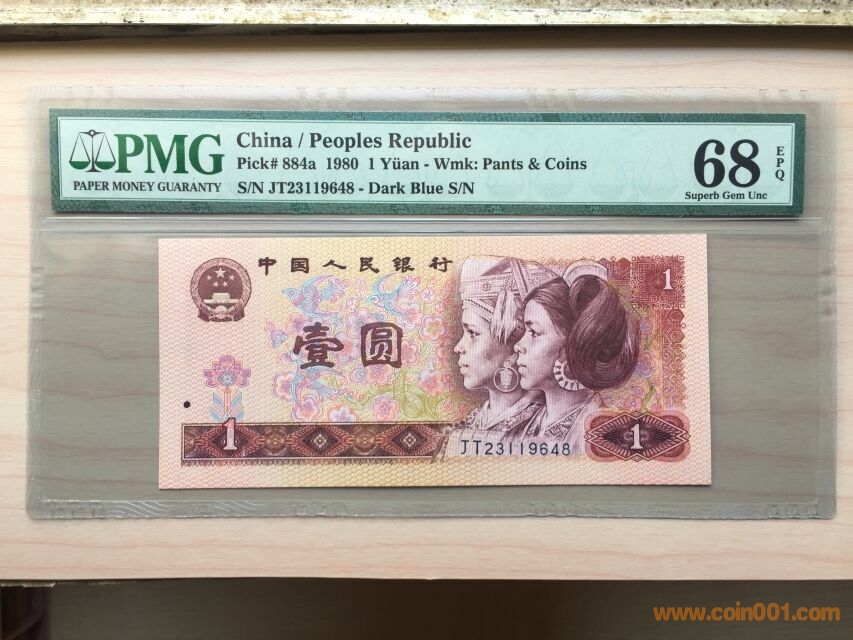 PMG
PAPER MONEY GUARANTY
China / Peoples Republic
Pick# 884a 1980 1 Yüan - Wmk: Pants & Coins
S/N JT23119648 - Dark Blue S/N
68
EPQ
Superb Gem Unc
中国人民银行
1
壹圆
1
JT23119648
1
www.coin001.com